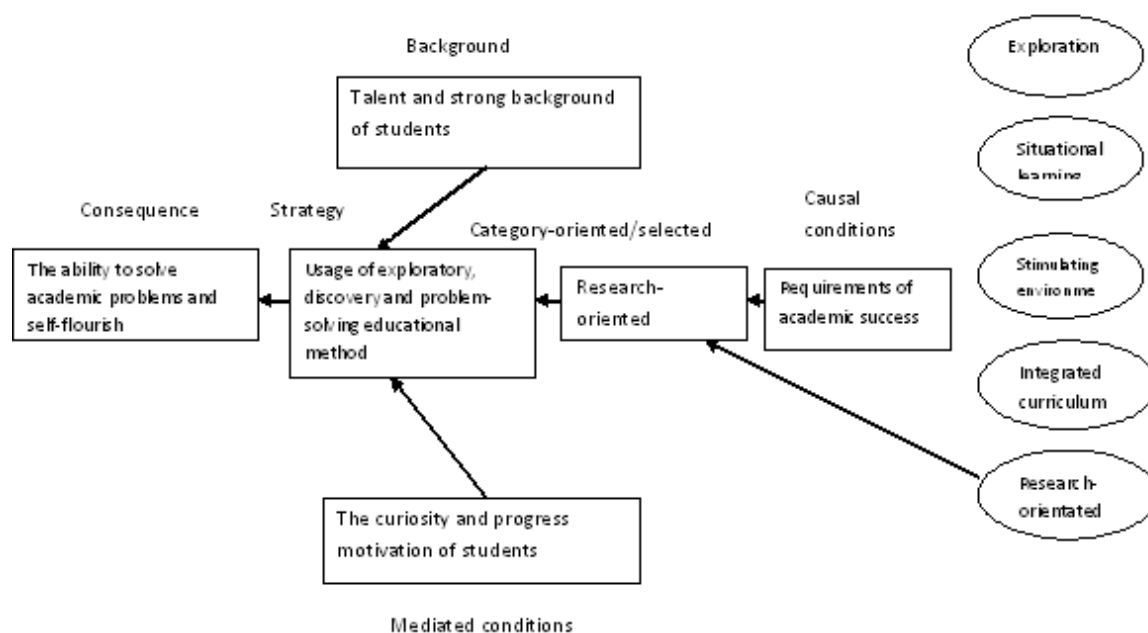 Background
Talent and strong background
of students
Consequence
Strategy
Category-oriented/selected
Causal
conditions
The ability to solve
academic problems and
self-flourish
Usage of exploratory,
discovery and problem-
solving educational
method
Research-
oriented
Requirements of
academic success
The curiosity and progress
motivation of students
Mediated conditions
Exploration
Situational
learning
Stimulating
environme
Integrated
curriculum
Research-
orientated